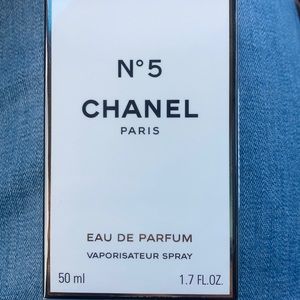 N°5
CHANEL
PARIS
EAU DE PARFUM
VAPORISATEUR SPRAY
50 ml 1.7 FL.OZ.